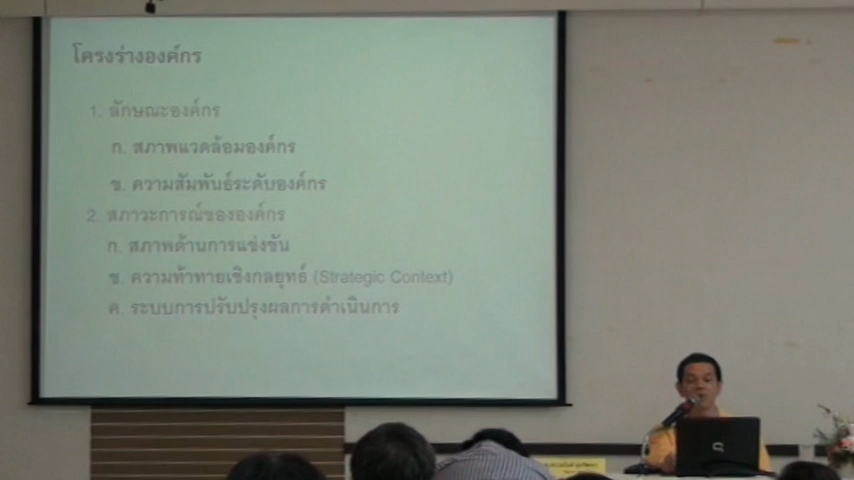 โครงร่างองค์กร
1. ลักษณะองค์กร
ก. สภาพแวดล้อมองค์กร
ข. ความสัมพันธ์ระดับองค์กร
2. สภาวะการณ์ขององค์กร
ก. สภาพด้านการแข่งขัน
ข. ความท้าทายเชิงกลยุทธ์ (Strategic Context)
ค. ระบบการปรับปรุงผลการดำเนินการ